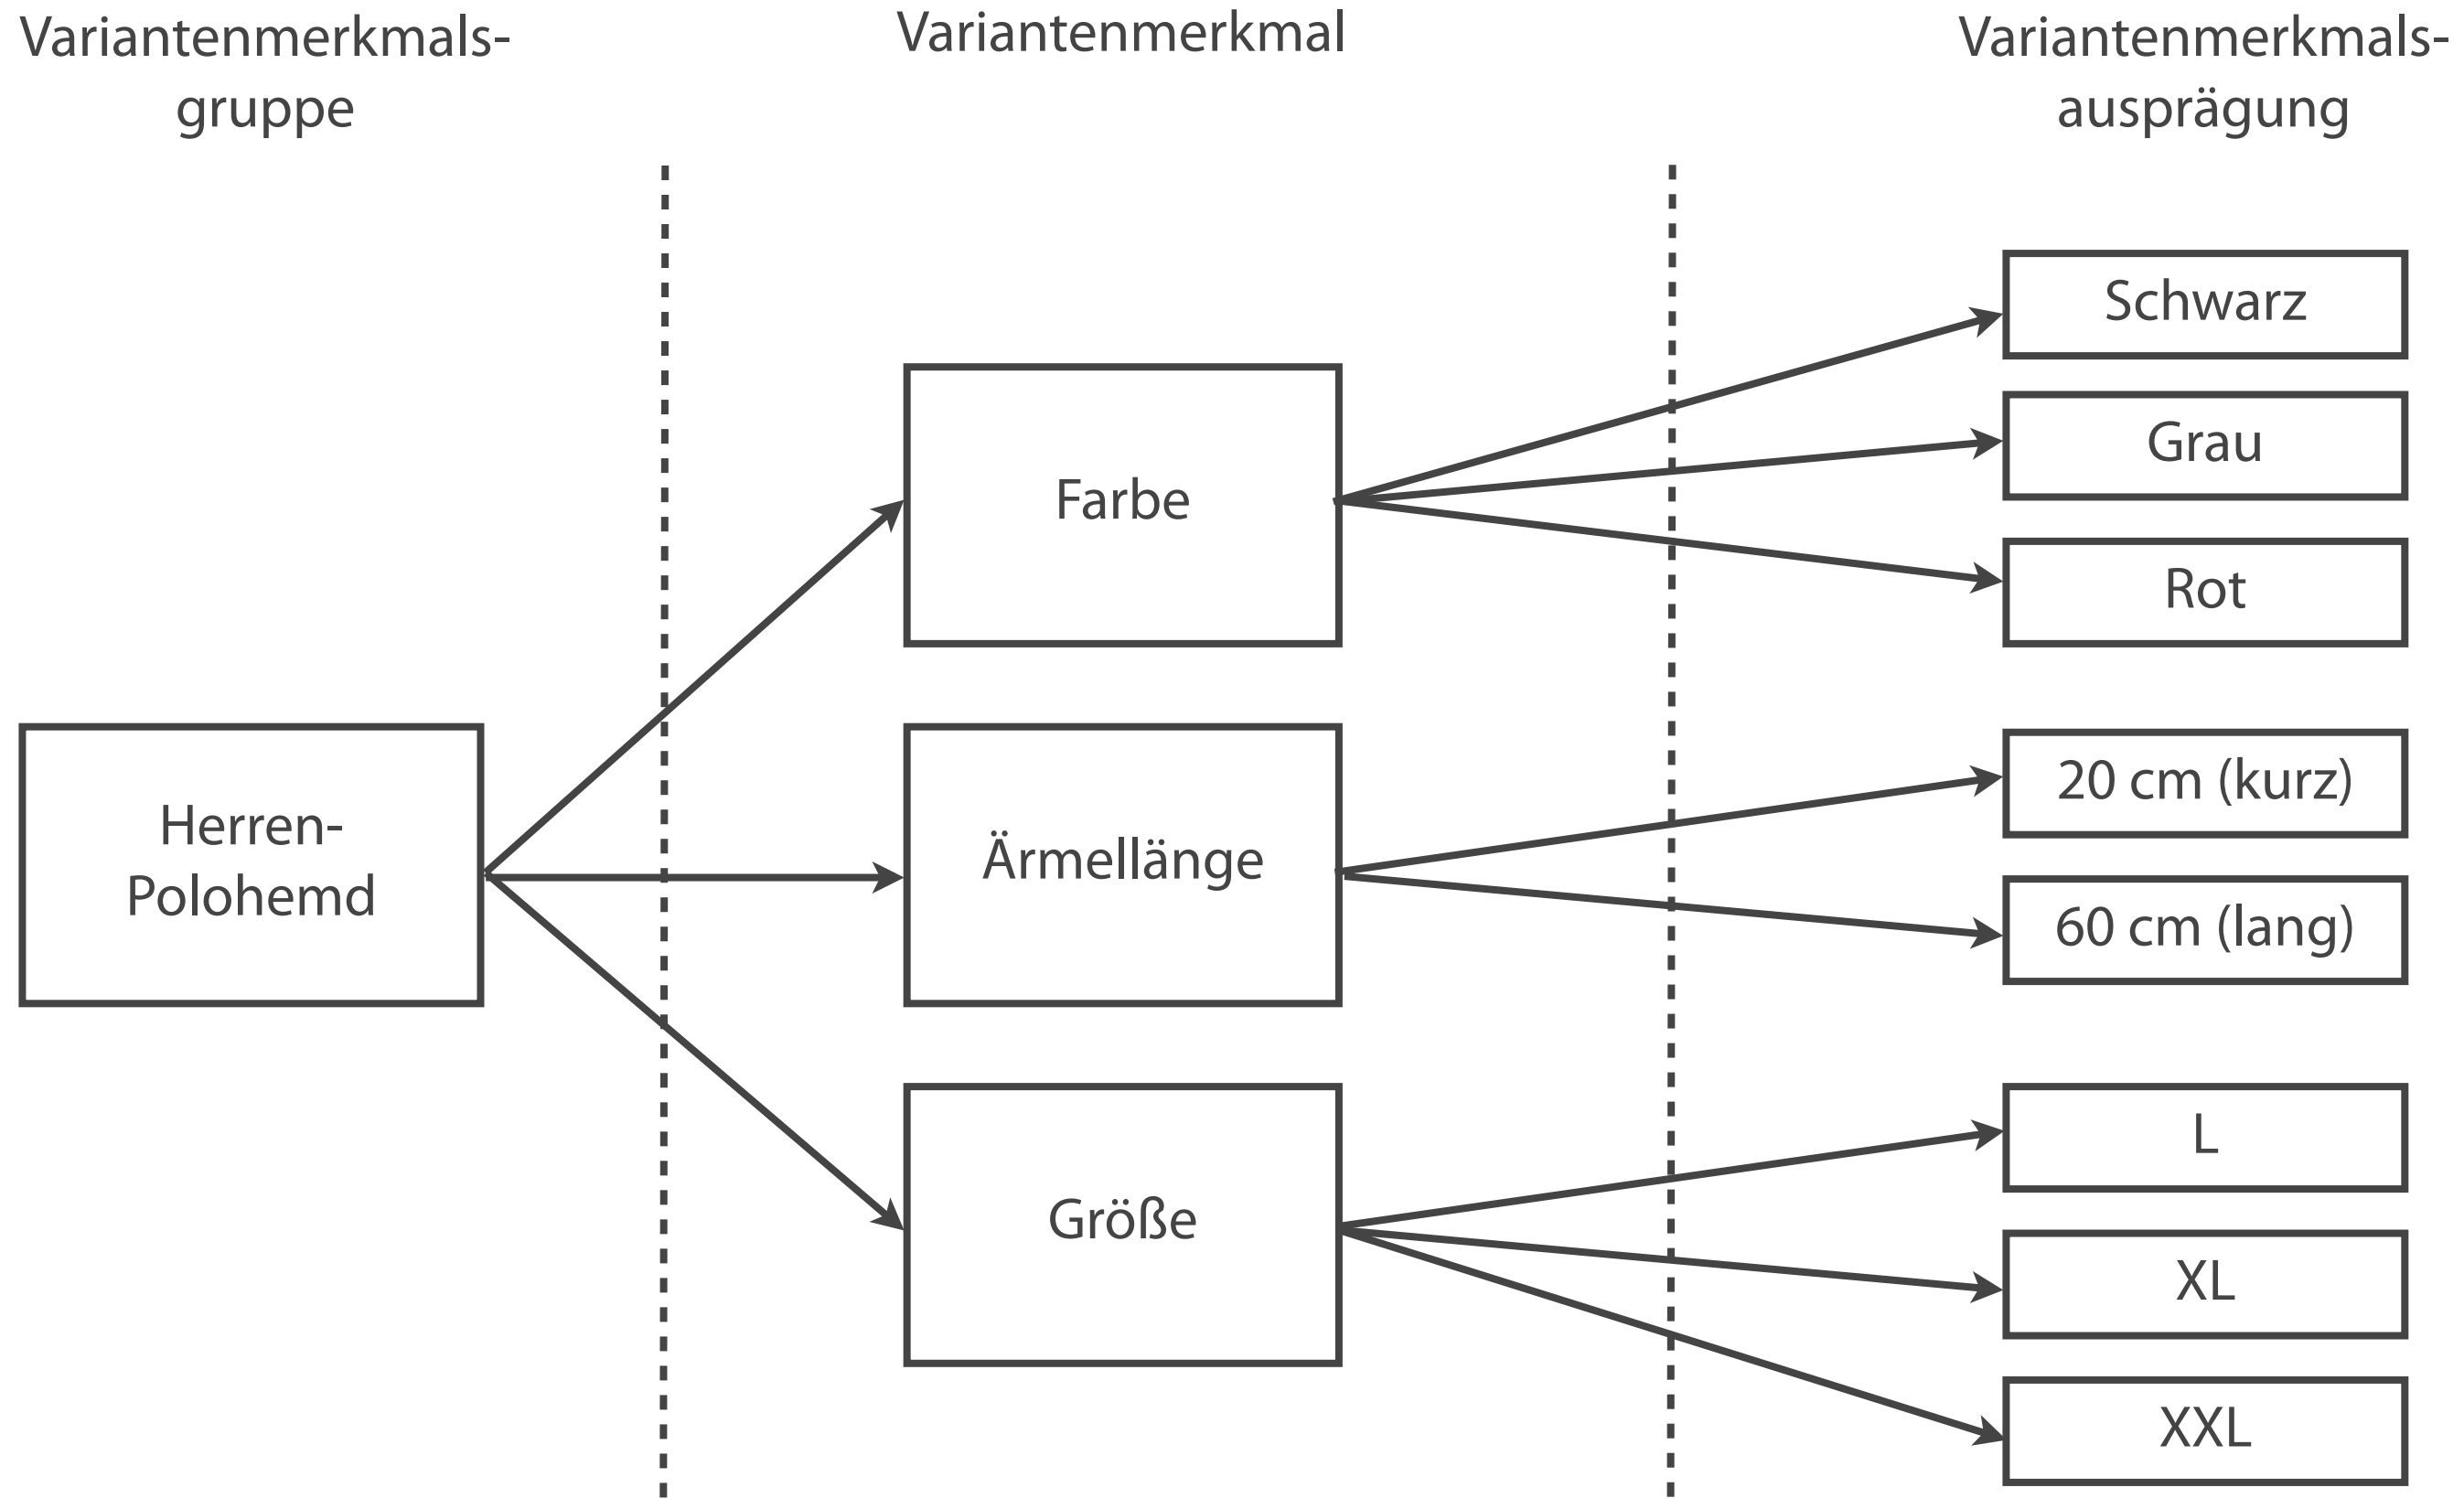 Variantenmerkmals-
gruppe
Variantenmerkmal
Variantenmerkmals-
ausprägung
Herren-
Polohemd
Farbe
Ärmellänge
Größe
Schwarz
Grau
Rot
20 cm (kurz)
60 cm (lang)
L
XL
XXL